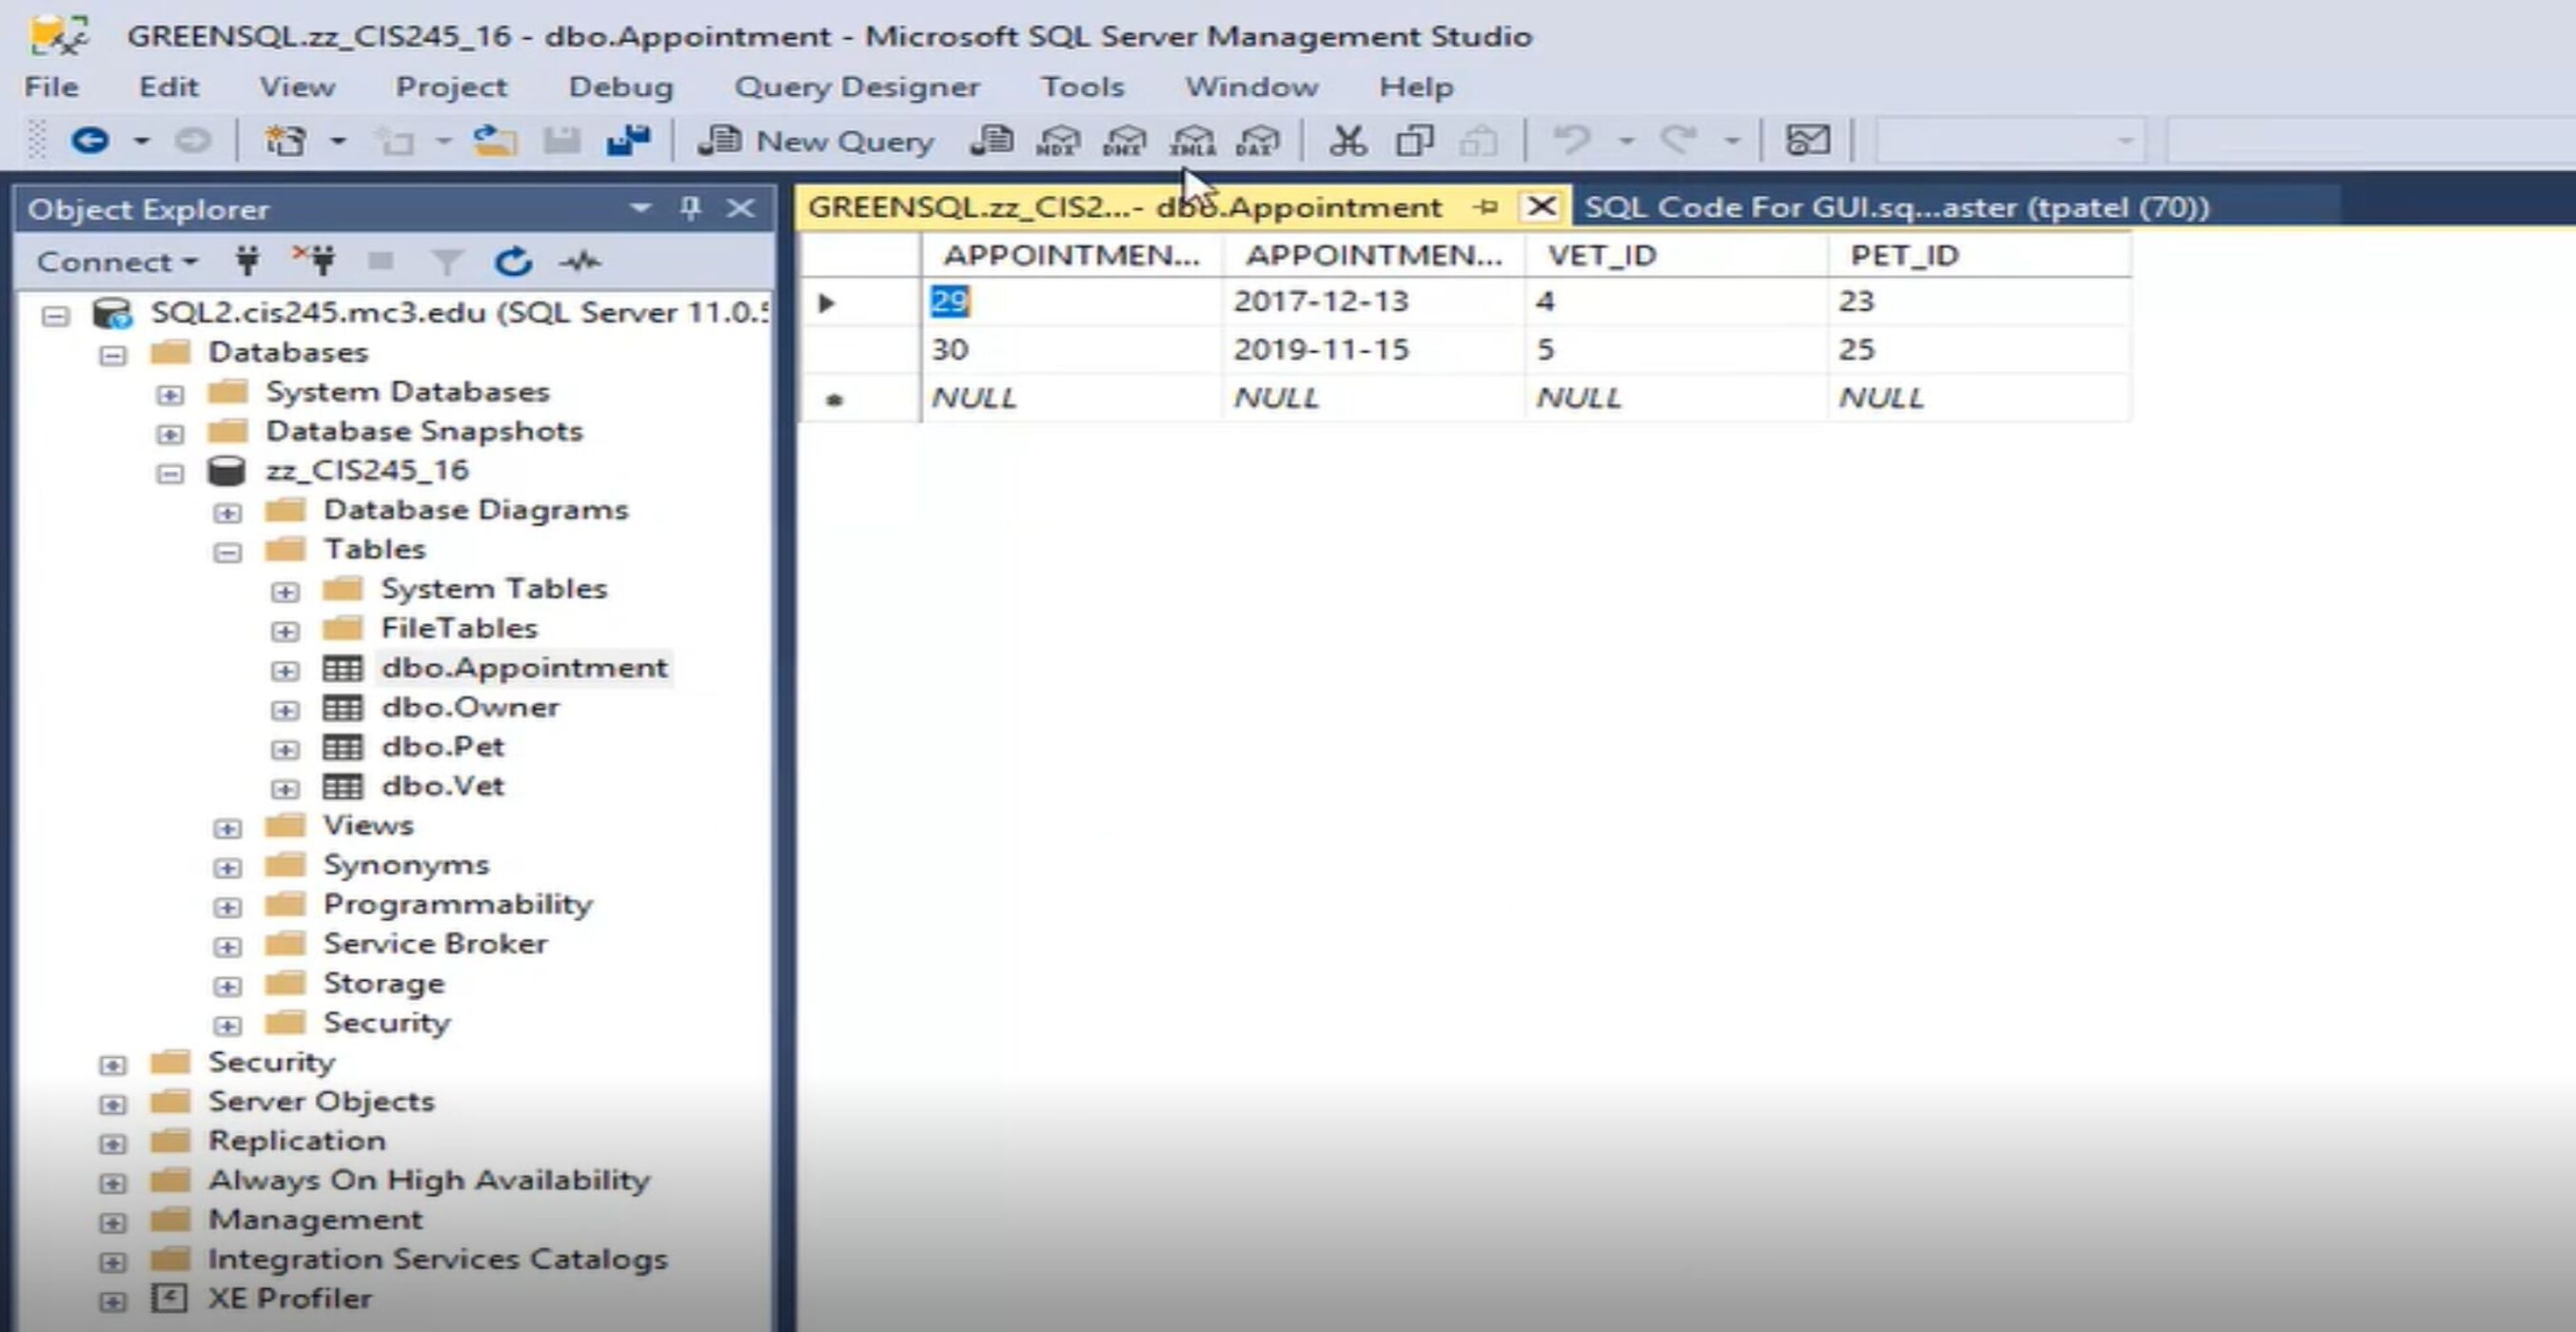 GREENSQL.zz_CIS245_16 - dbo.Appointment - Microsoft SQL Server Management Studio
File Edit View Project Debug Query Designer Tools Window Help
New Query MDX DMX XMLA DAX
Object Explorer
Connect
SQL2.cis245.mc3.edu (SQL Server 11.0.5
Databases
System Databases
Database Snapshots
zz_CIS245_16
Database Diagrams
Tables
System Tables
FileTables
dbo.Appointment
dbo.Owner
dbo.Pet
dbo.Vet
Views
Synonyms
Programmability
Service Broker
Storage
Security
Security
Server Objects
Replication
Always On High Availability
Management
Integration Services Catalogs
XE Profiler
GREENSQL.zz_CIS2...- dbo.Appointment SQL Code For GUI.sq...aster (tpatel (70))
APPOINTMEN... APPOINTMEN... VET_ID PET_ID
29 2017-12-13 4 23
30 2019-11-15 5 25
NULL NULL NULL NULL